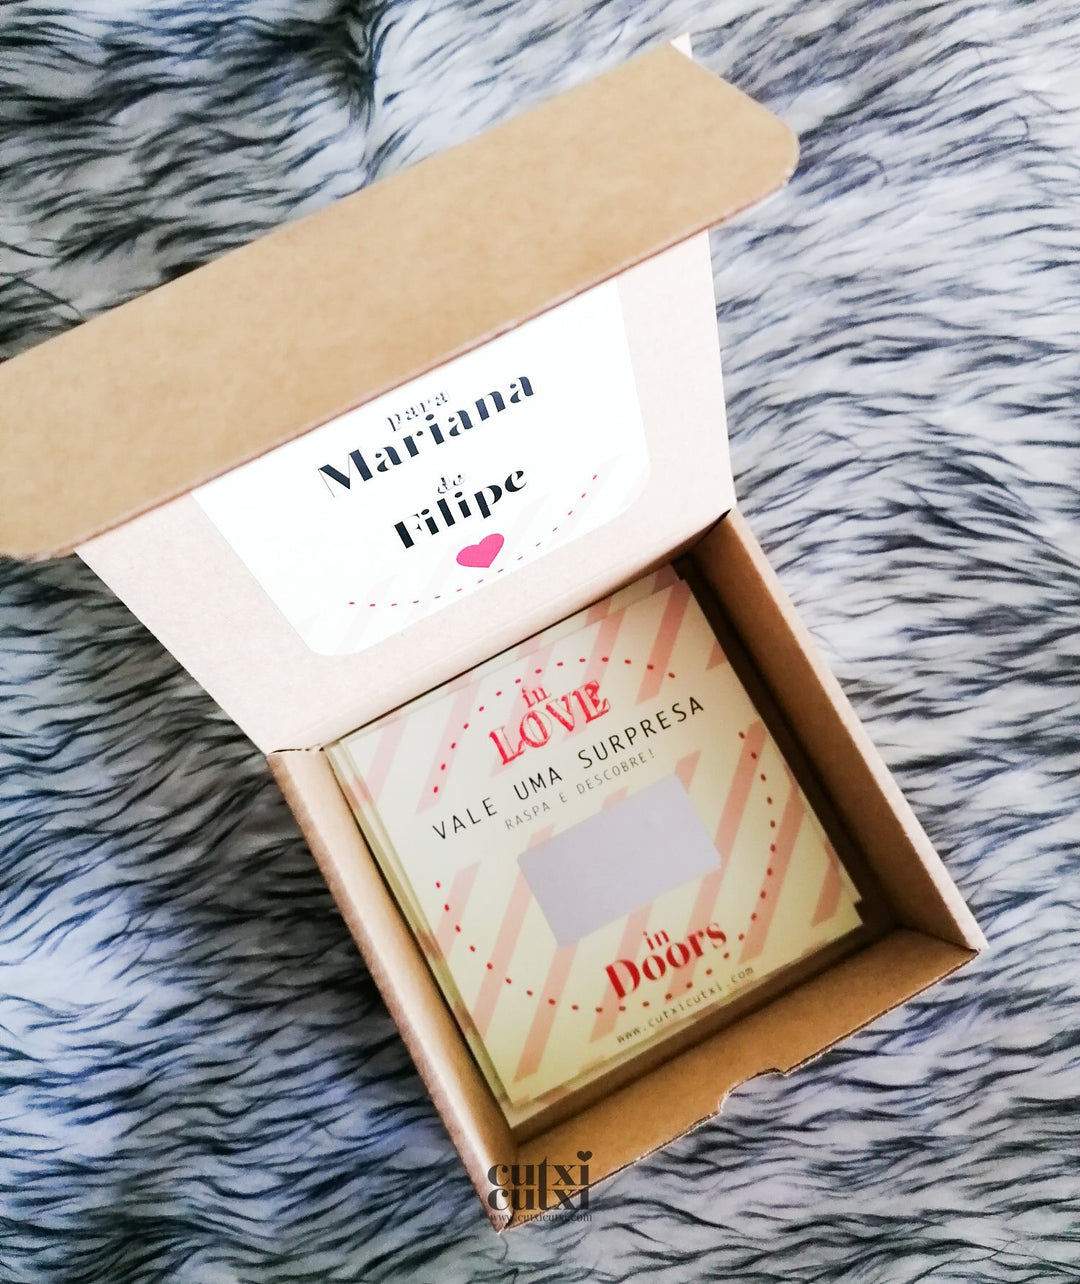 para
Mariana
de
Filipe
in
LOVE
VALE UMA SURPRESA
RASPA E DESCOBRE!
in
Doors
www.cutxicutxi.com
cutxi
cutxi
www.cutxicutxi.com